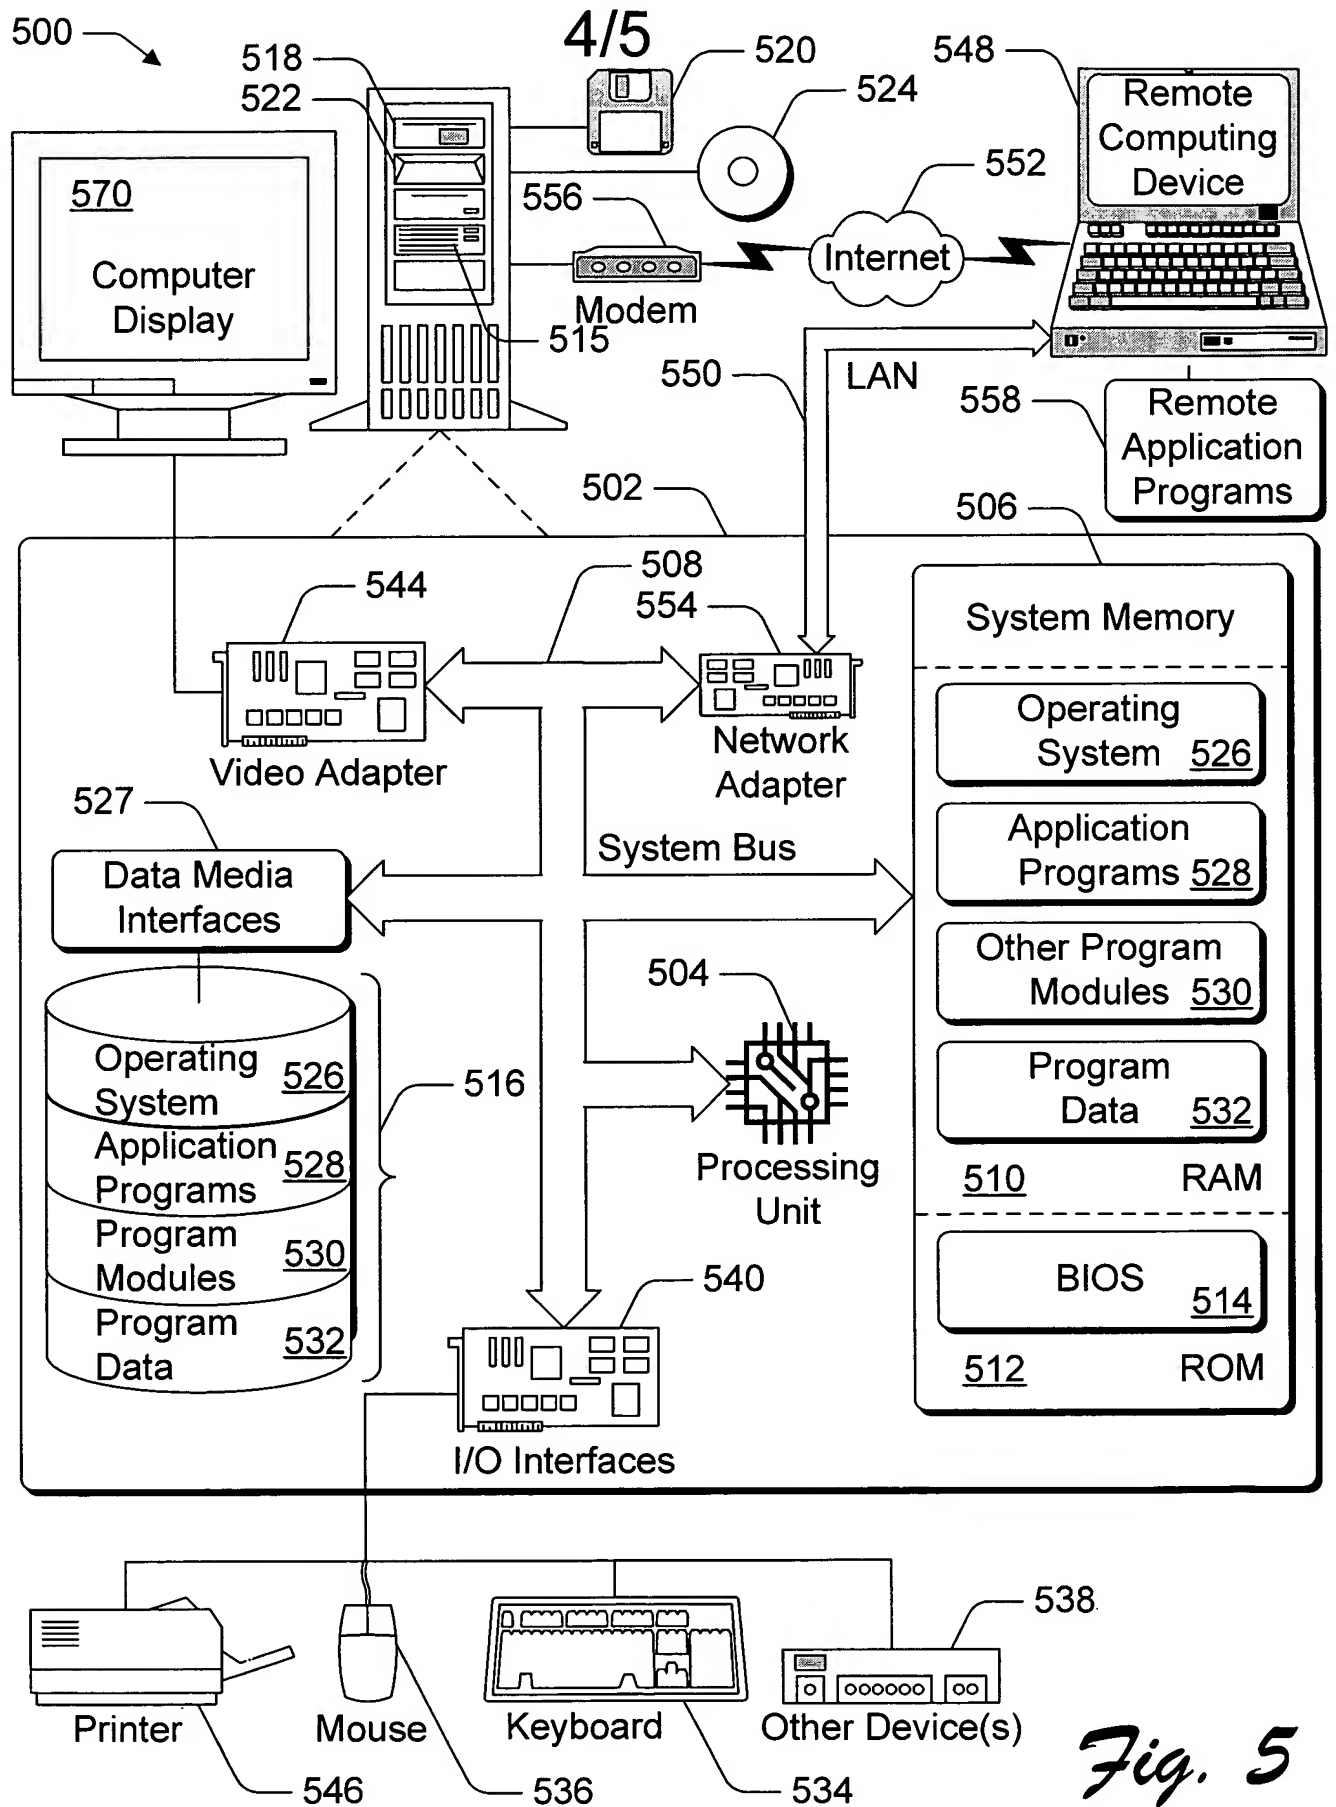 4/5
500
518
522
520
524
548
Remote
Computing
Device
570
Computer
Display
556
552
Internet
Modem
515
550
LAN
558
Remote
Application
Programs
502
506
508
544
554
System Memory
Video Adapter
Network
Adapter
Operating
System 526
527
Data Media
Interfaces
System Bus
Application
Programs 528
Other Program
Modules 530
504
Processing
Unit
Program
Data 532
510 RAM
Operating
System 526
516
Application
Programs 528
Program
Modules 530
Program
Data 532
BIOS
514
512 ROM
540
I/O Interfaces
538
Printer
Mouse
Keyboard
Other Device(s)
546
536
534
Fig. 5